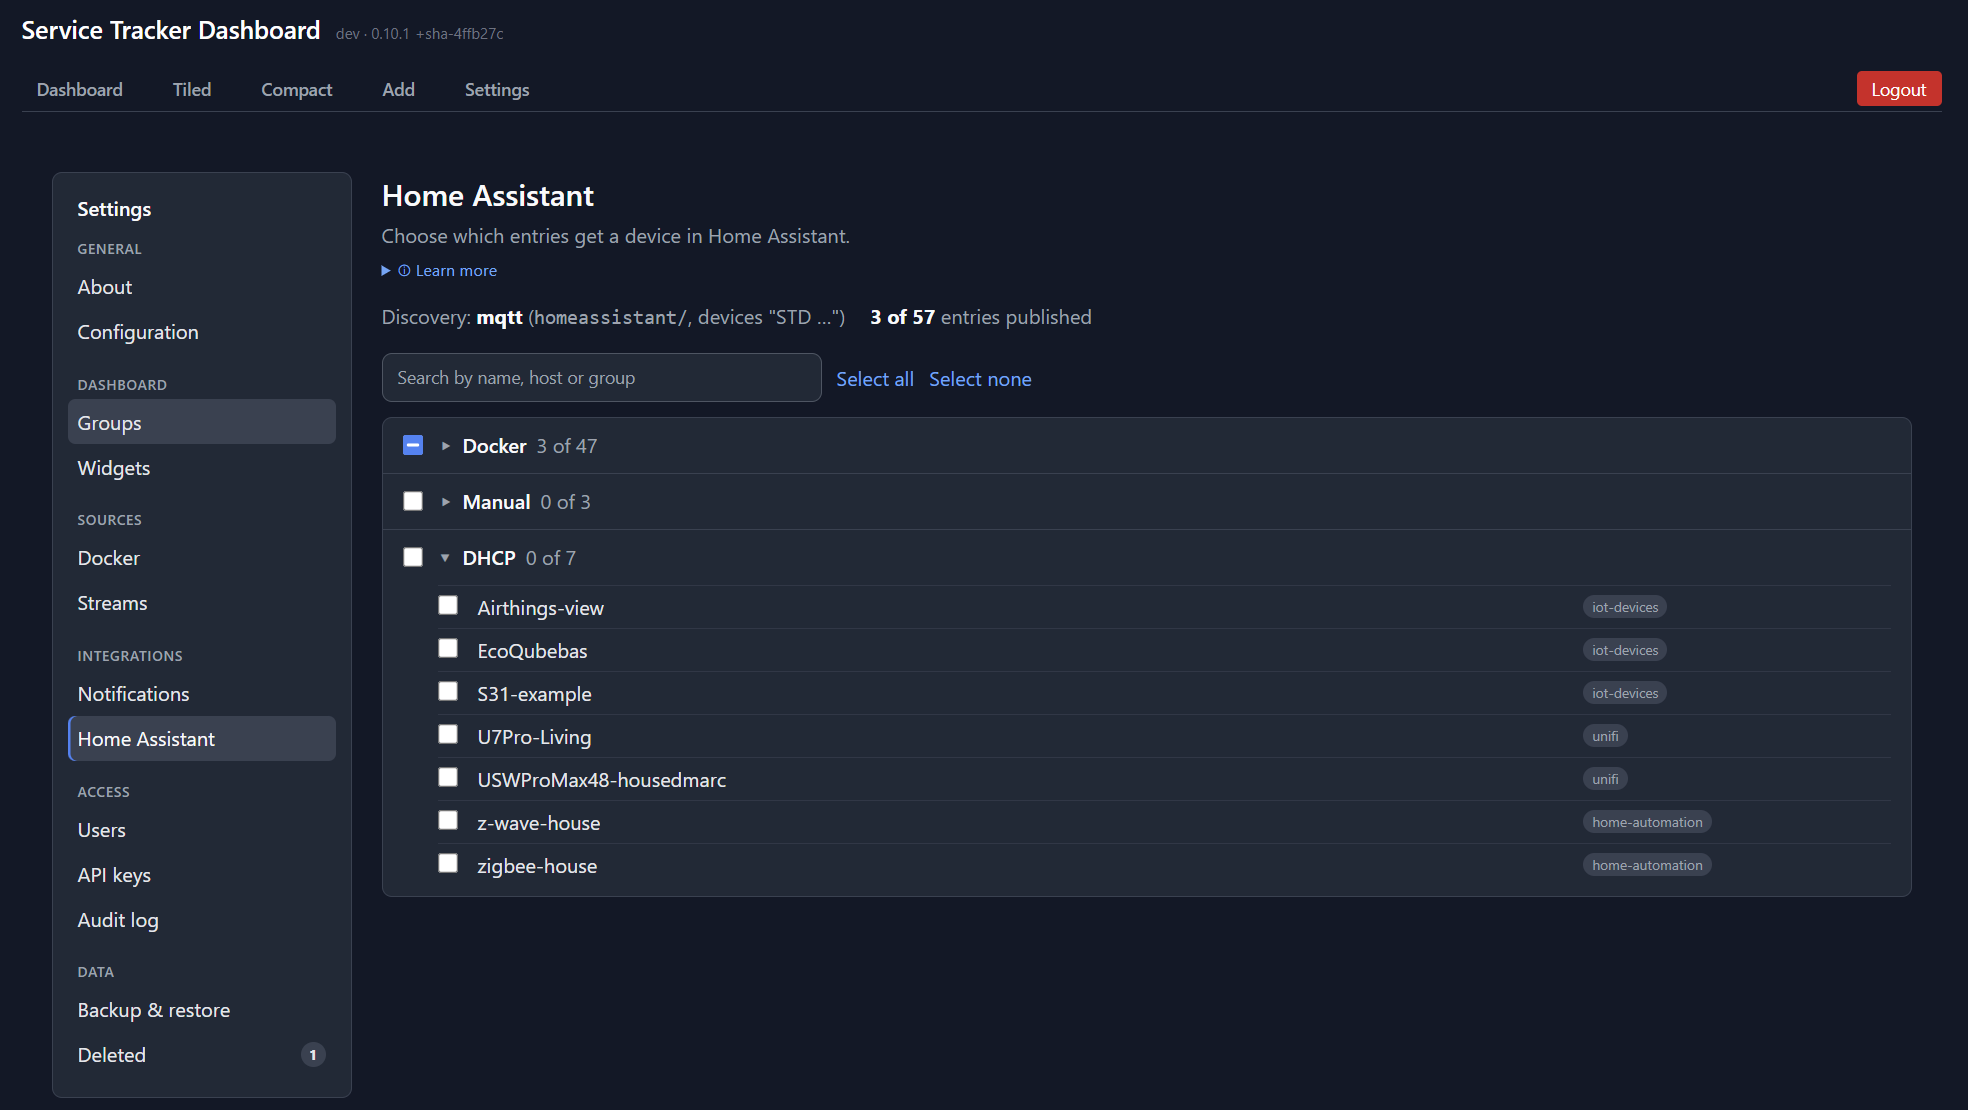 Service Tracker Dashboard dev · 0.10.1 +sha-4ffb27c
Dashboard Tiled Compact Add Settings Logout
Settings
GENERAL
About
Configuration
DASHBOARD
Groups
Widgets
SOURCES
Docker
Streams
INTEGRATIONS
Notifications
Home Assistant
ACCESS
Users
API keys
Audit log
DATA
Backup & restore
Deleted 1
Home Assistant
Choose which entries get a device in Home Assistant.
Learn more
Discovery: mqtt (homeassistant/, devices "STD ...") 3 of 57 entries published
Search by name, host or group Select all Select none
Docker 3 of 47
Manual 0 of 3
DHCP 0 of 7
Airthings-view iot-devices
EcoQubebas iot-devices
S31-example iot-devices
U7Pro-Living unifi
USWProMax48-housedmarc unifi
z-wave-house home-automation
zigbee-house home-automation